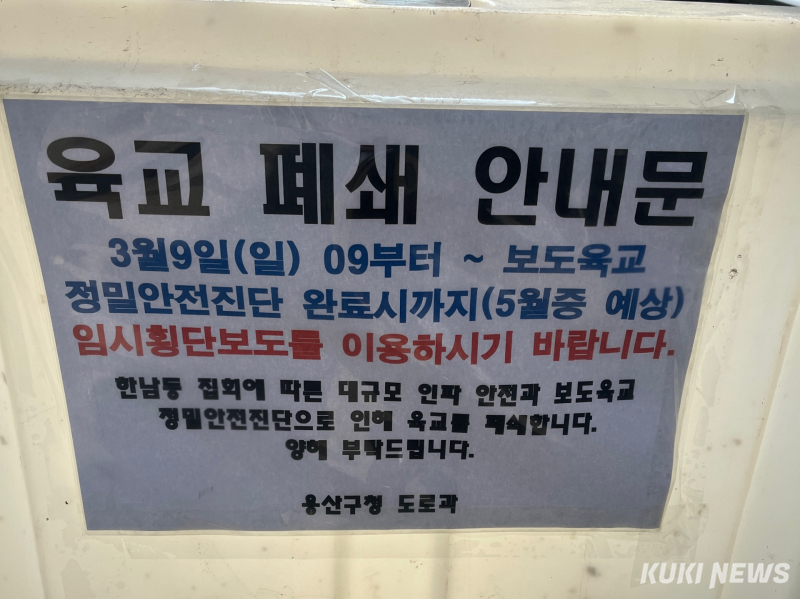 육교 폐쇄 안내문
3월9일(일) 09부터 ~ 보도육교
정밀안전진단 완료시까지(5월증 예상)
임시횡단보도를 이용하시기 바랍니다.
한남동 집회에 따른 대규모 인파 안전과 보도육교
정밀안전진단으로 인해 육교를 폐쇄합니다.
양해 부탁드립니다.
용산구청 도로과
KUKI NEWS